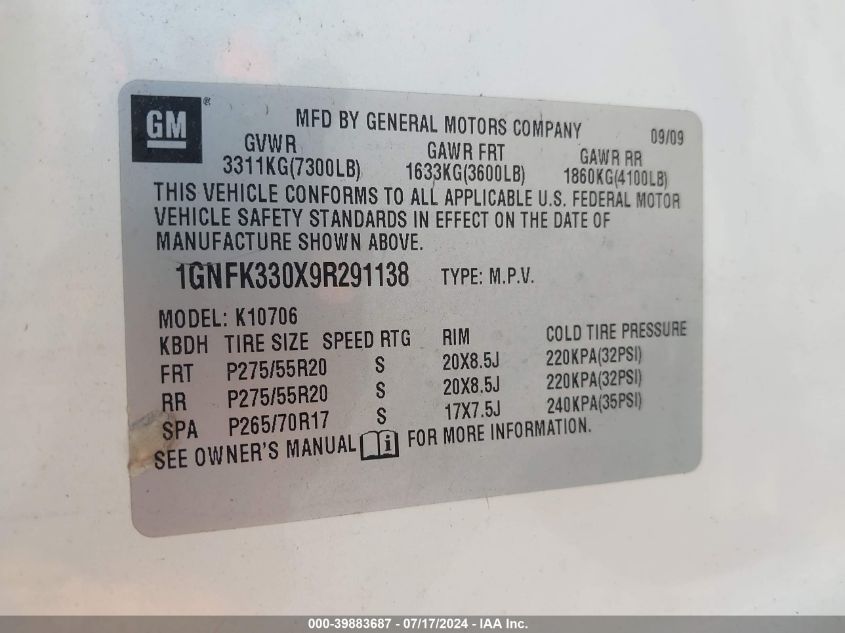 GM ®
MFD BY GENERAL MOTORS COMPANY 09/09
GVWR GAWR FRT GAWR RR
3311KG(7300LB) 1633KG(3600LB) 1860KG(4100LB)
THIS VEHICLE CONFORMS TO ALL APPLICABLE U.S. FEDERAL MOTOR
VEHICLE SAFETY STANDARDS IN EFFECT ON THE DATE OF
MANUFACTURE SHOWN ABOVE.
1GNFK330X9R291138 TYPE: M.P.V.
MODEL: K10706
KBDH TIRE SIZE SPEED RTG RIM COLD TIRE PRESSURE
FRT P275/55R20 S 20X8.5J 220KPA(32PSI)
RR P275/55R20 S 20X8.5J 220KPA(32PSI)
SPA P265/70R17 S 17X7.5J 240KPA(35PSI)
SEE OWNER'S MANUAL i FOR MORE INFORMATION.
000-39883687 - 07/17/2024 - IAA Inc.